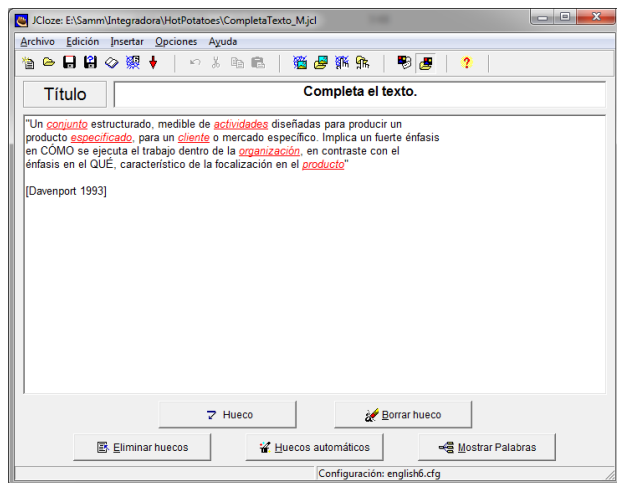 JCloze: E:\Samm\Integradora\HotPotatoes\CompletaTexto_M.jcl
Archivo Edición Insertar Opciones Ayuda
Título Completa el texto.
"Un conjunto estructurado, medible de actividades diseñadas para producir un
producto especificado, para un cliente o mercado específico. Implica un fuerte énfasis
en CÓMO se ejecuta el trabajo dentro de la organización, en contraste con el
énfasis en el QUÉ, característico de la focalización en el producto"
[Davenport 1993]
Hueco Borrar hueco
Eliminar huecos Huecos automáticos Mostrar Palabras
Configuración: english6.cfg